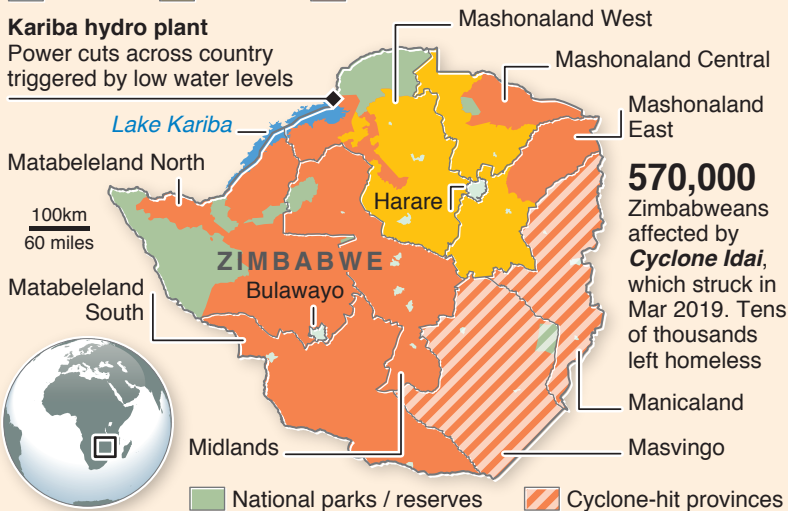 Kariba hydro plant
Power cuts across country
triggered by low water levels
Mashonaland West
Mashonaland Central
Mashonaland
East
Lake Kariba
Matabeleland North
Harare
100km
60 miles
570,000
Zimbabweans
affected by
Cyclone Idai,
which struck in
Mar 2019. Tens
of thousands
left homeless
ZIMBABWE
Bulawayo
Matabeleland
South
Manicaland
Midlands
Masvingo
National parks / reserves
Cyclone-hit provinces